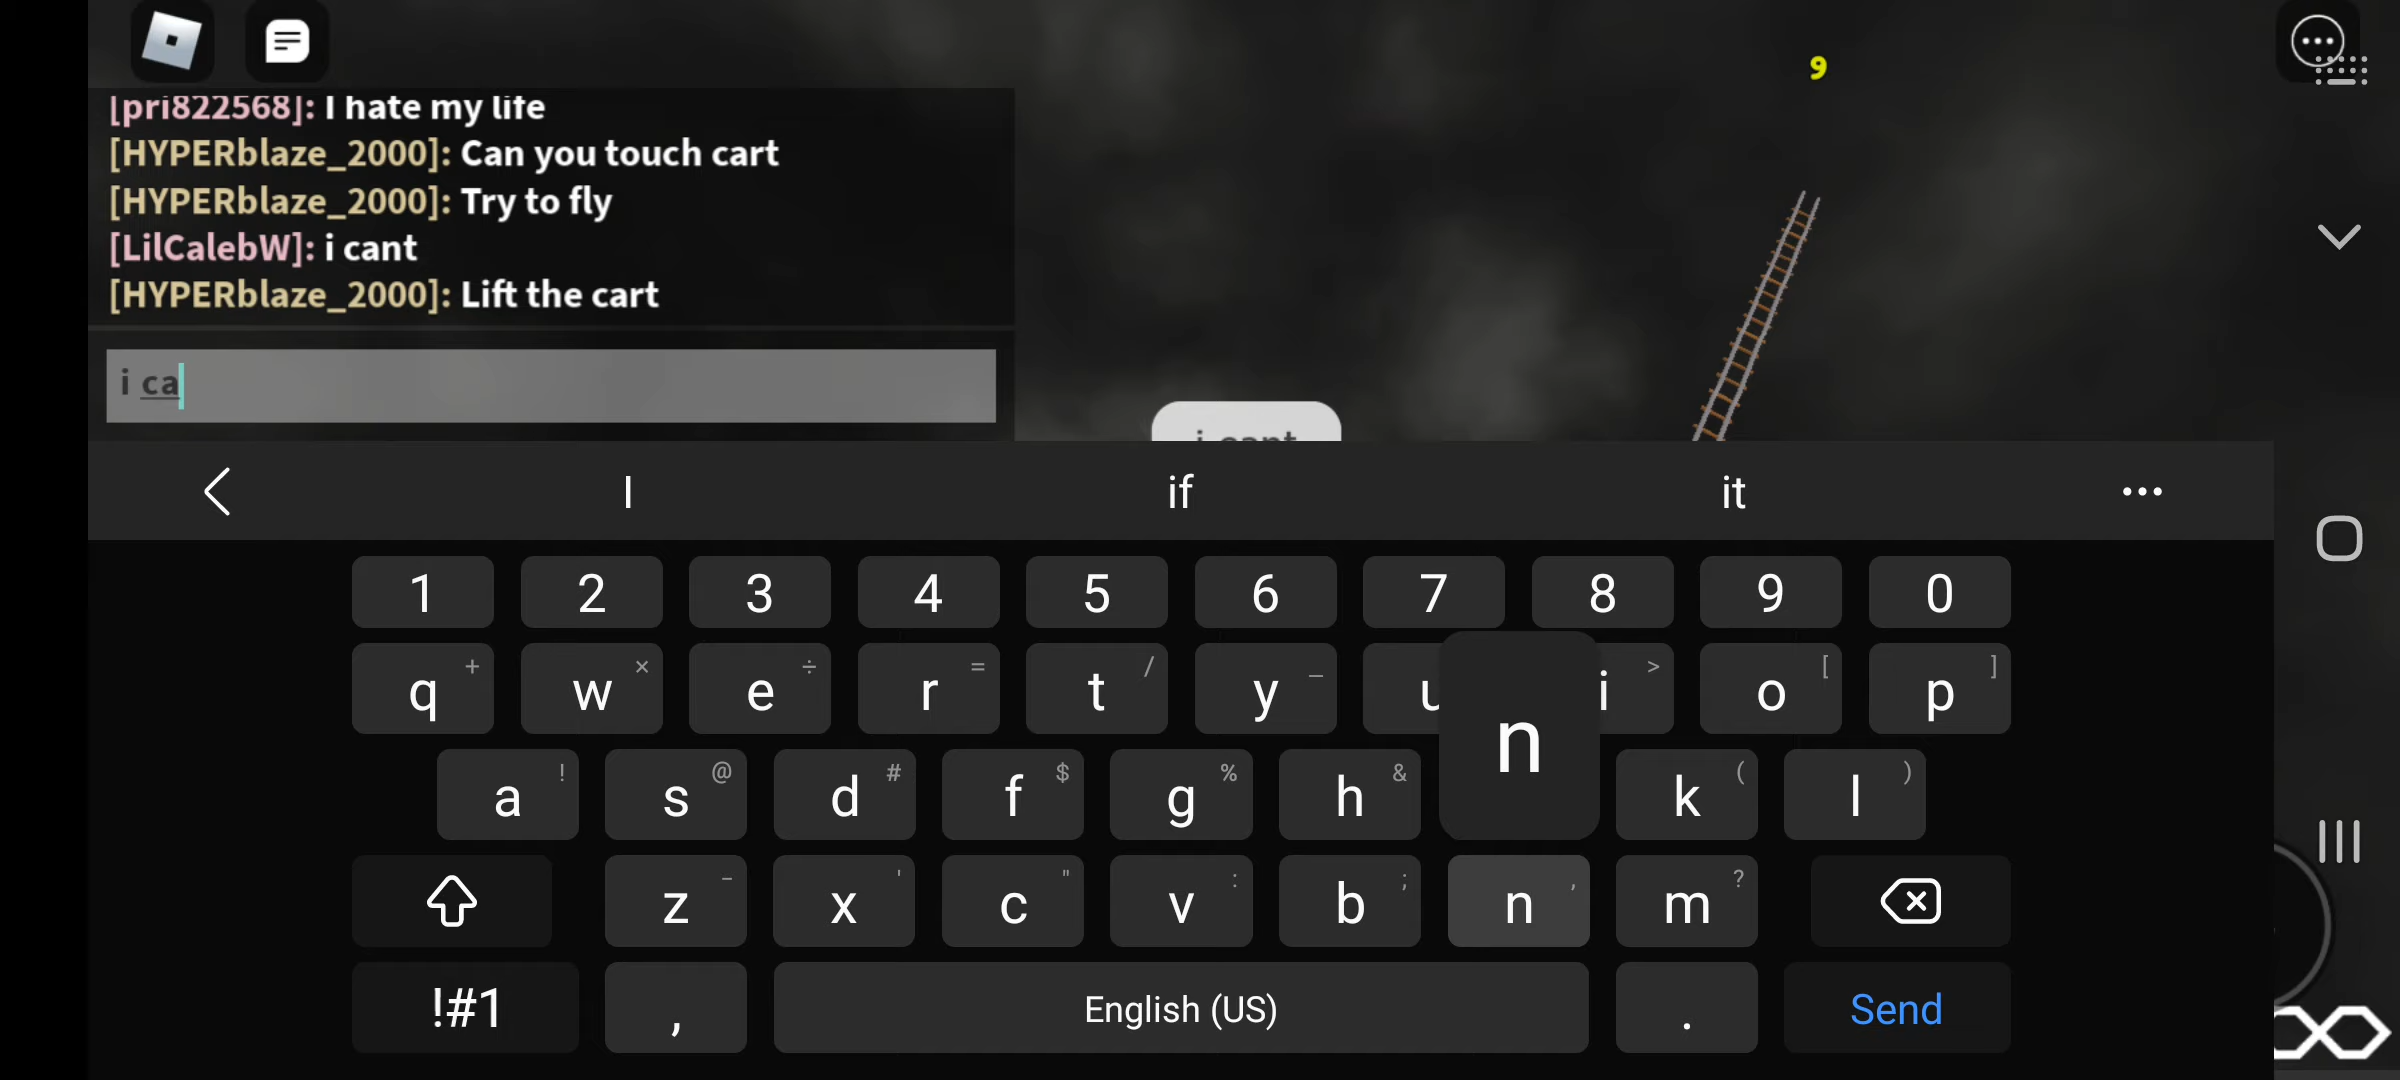 9
[pri822568]: I hate my life
[HYPERblaze_2000]: Can you touch cart
[HYPERblaze_2000]: Try to fly
[LilCalebW]: i cant
[HYPERblaze_2000]: Lift the cart
i ca
i cant
I if it
1 2 3 4 5 6 7 8 9 0
q + w × e ÷ r = t / y _ u i > o [ p ]
n
a ! s @ d # f $ g % h & k ( l )
z - x ' c " v : b ; n , m ?
!#1 , English (US) . Send